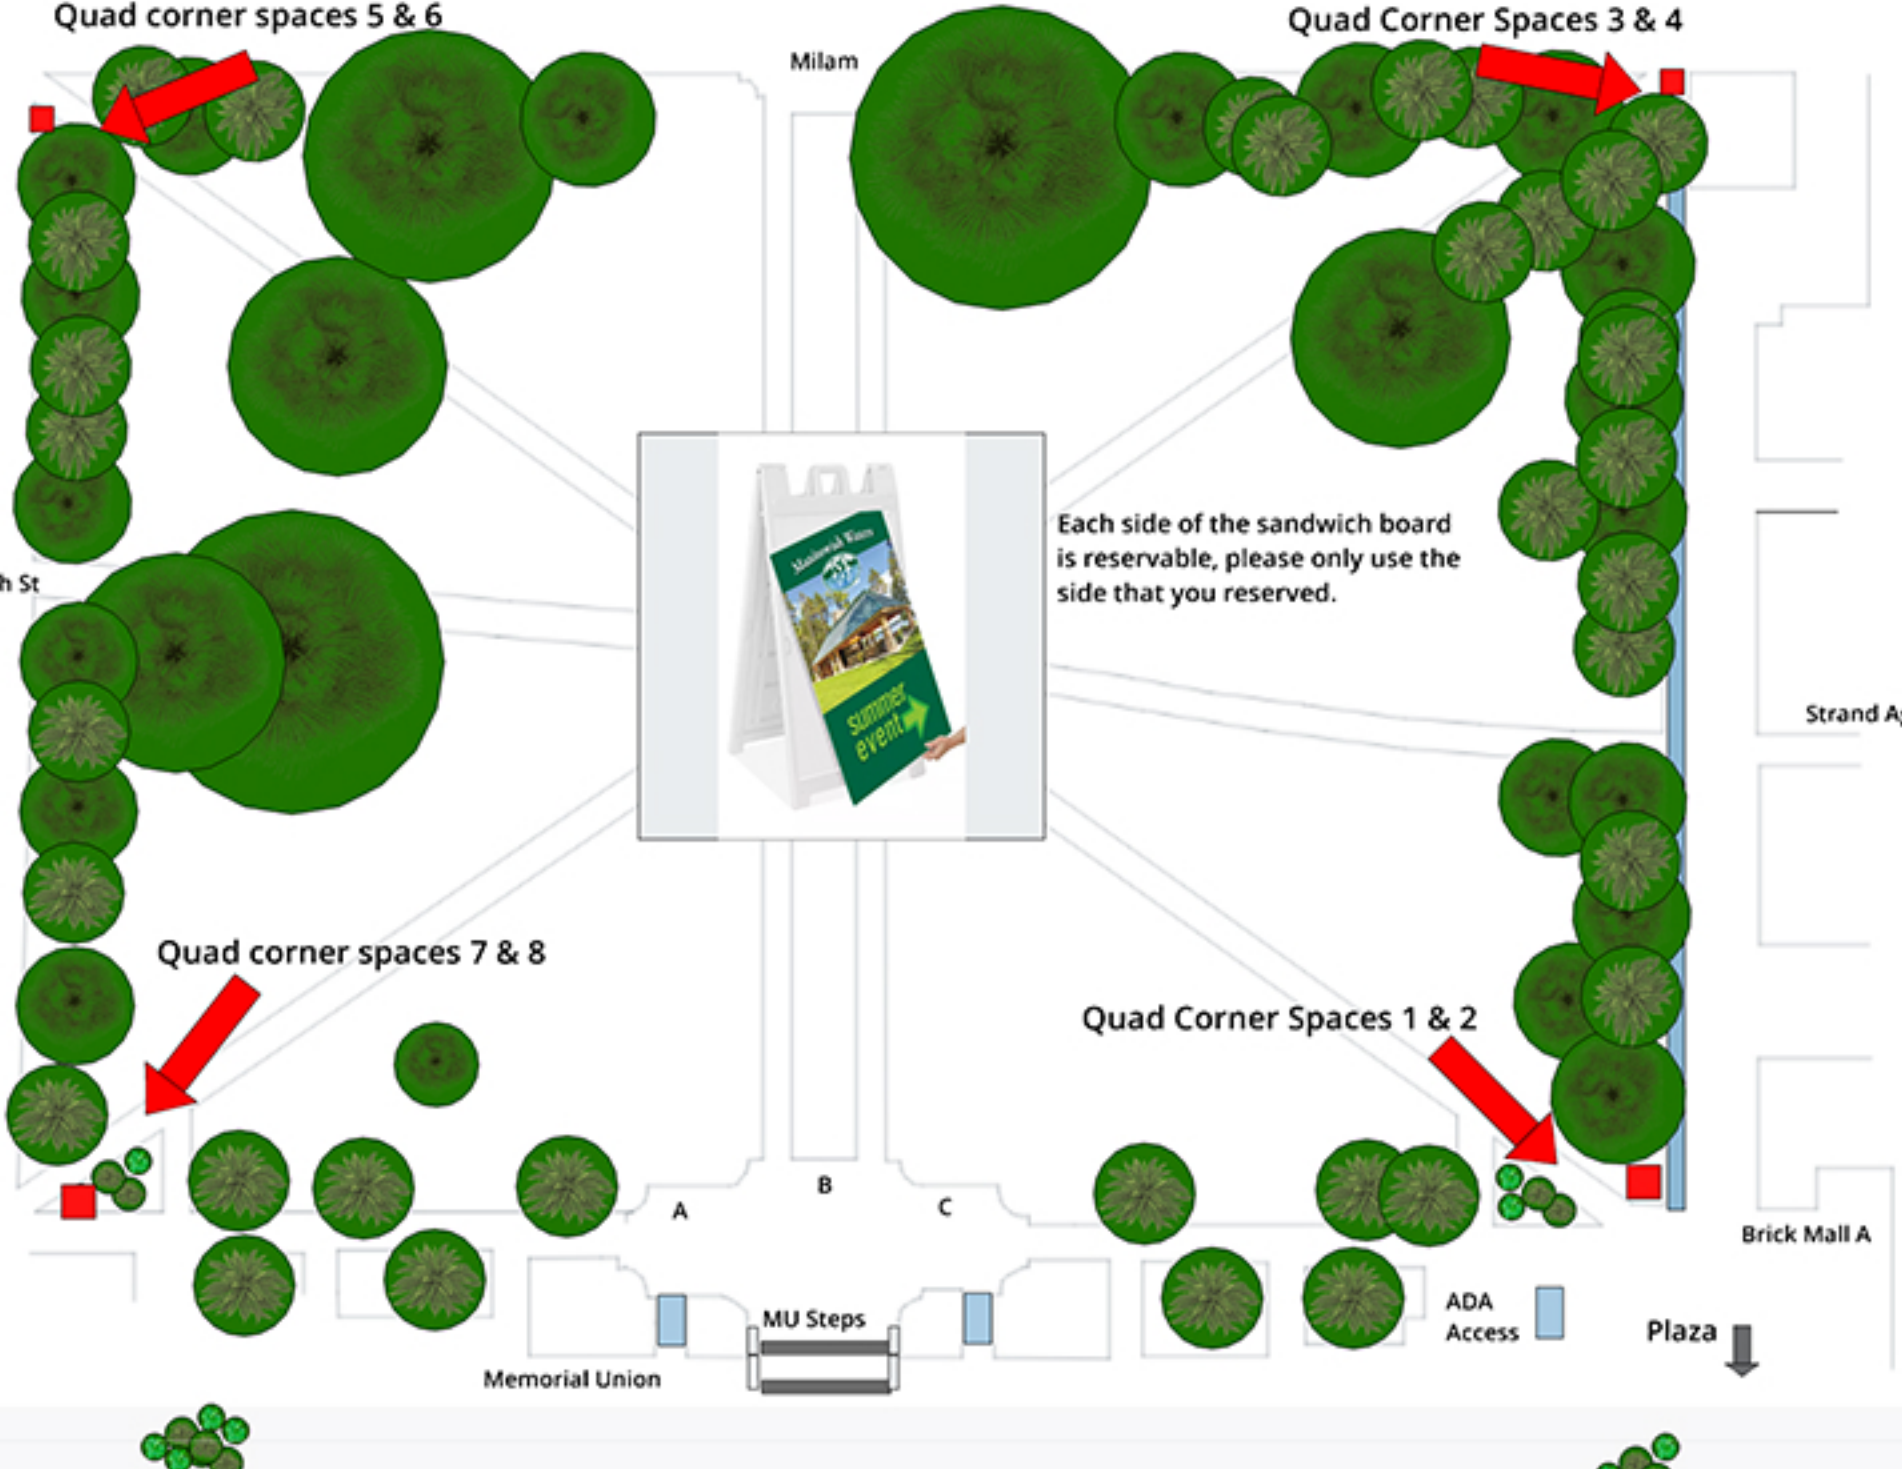 Quad corner spaces 5 & 6
Milam
Quad Corner Spaces 3 & 4
Each side of the sandwich board
is reservable, please only use the
side that you reserved.
Manitowish Waters
summer
event
h St
Strand A
Quad corner spaces 7 & 8
Quad Corner Spaces 1 & 2
A
B
C
Brick Mall A
MU Steps
ADA
Access
Plaza
Memorial Union